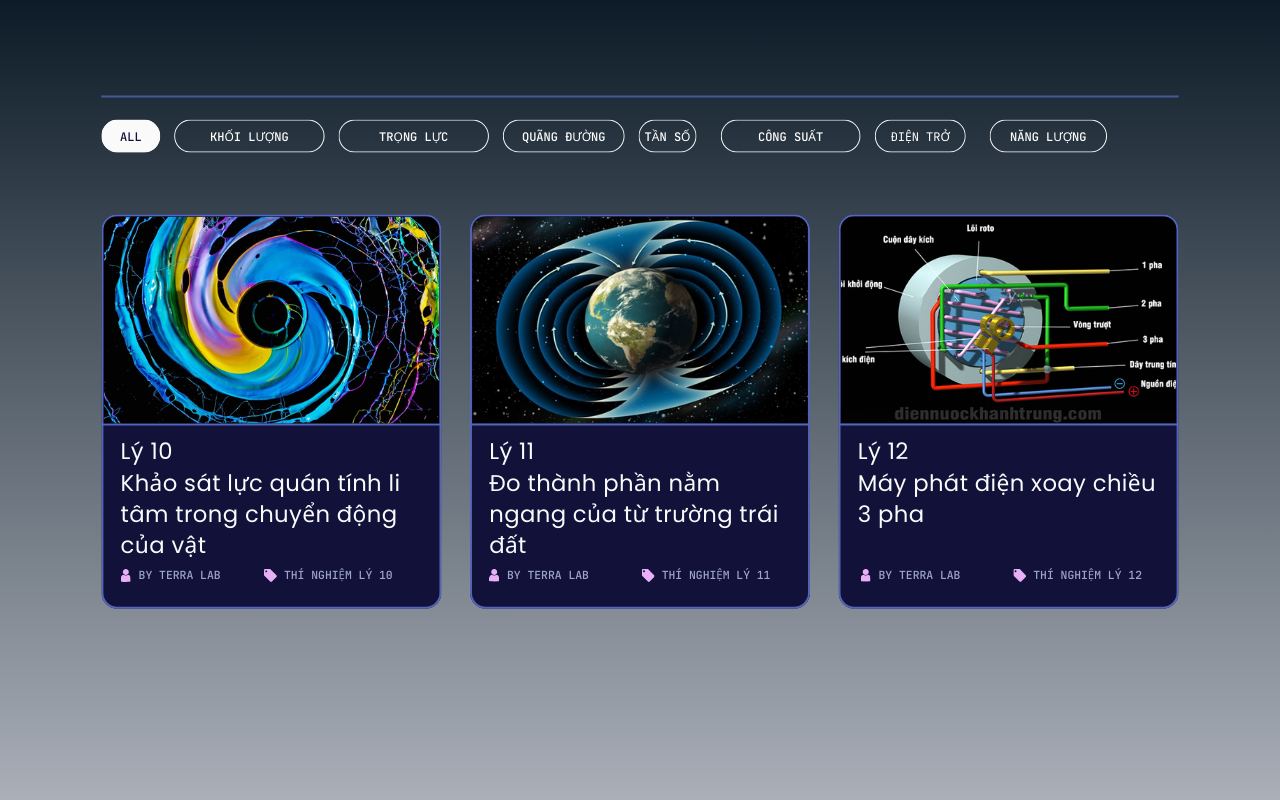 ALL
KHỐI LƯỢNG
TRỌNG LỰC
QUÃNG ĐƯỜNG
TẦN SỐ
CÔNG SUẤT
ĐIỆN TRỞ
NĂNG LƯỢNG
Lõi roto
Cuộn dây kích
1 pha
i khởi động
2 pha
Vòng trượt
3 pha
kích điện
Dây trung tín
Nguồn điệ
diennuockhanhtrung.com
Lý 10
Khảo sát lực quán tính li
tâm trong chuyển động
của vật
BY TERRA LAB
THÍ NGHIỆM LÝ 10
Lý 11
Đo thành phần nằm
ngang của từ trường trái
đất
BY TERRA LAB
THÍ NGHIỆM LÝ 11
Lý 12
Máy phát điện xoay chiều
3 pha
BY TERRA LAB
THÍ NGHIỆM LÝ 12